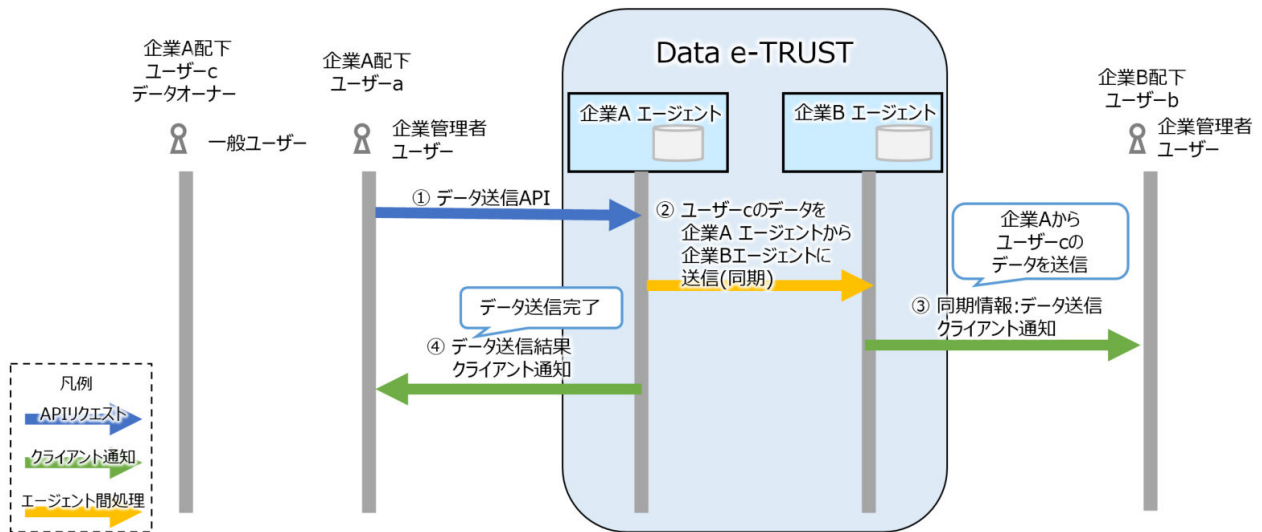 Data e-TRUST
企業A配下
ユーザーc
データオーナー
一般ユーザー
企業A配下
ユーザーa
企業管理者
ユーザー
企業A エージェント
企業B エージェント
企業B配下
ユーザーb
企業管理者
ユーザー
① データ送信API
② ユーザーcのデータを
企業A エージェントから
企業Bエージェントに
送信(同期)
企業Aから
ユーザーcの
データを送信
③ 同期情報:データ送信
クライアント通知
データ送信完了
④ データ送信結果
クライアント通知
凡例
APIリクエスト
クライアント通知
エージェント間処理